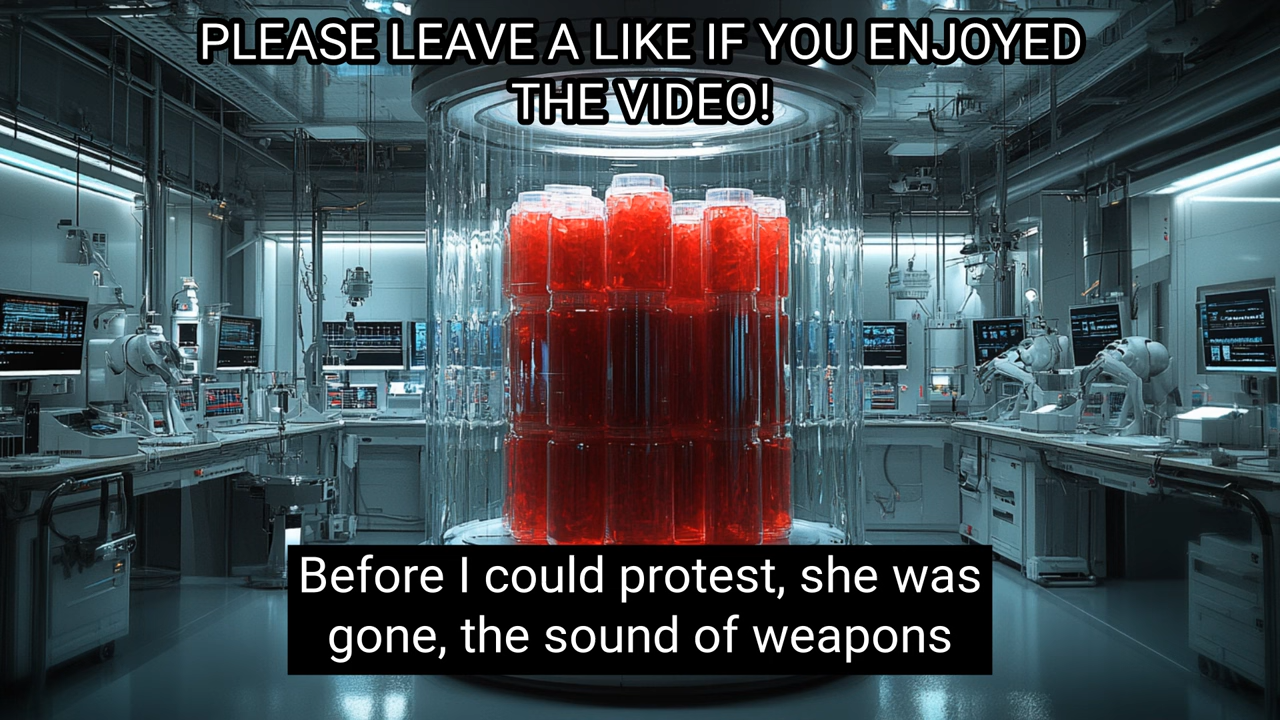 PLEASE LEAVE A LIKE IF YOU ENJOYED
THE VIDEO!
Before I could protest, she was
gone, the sound of weapons